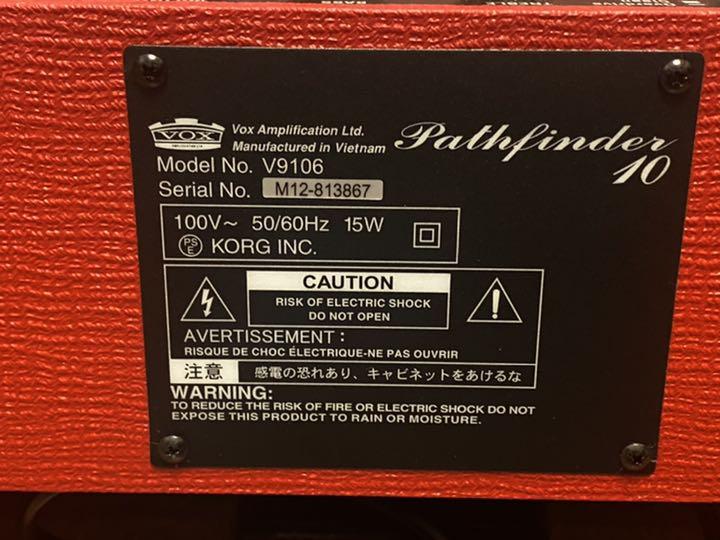 VOX
Vox Amplification Ltd.
Manufactured in Vietnam
Pathfinder
10
Model No. V9106
Serial No. M12-813867
100V~ 50/60Hz 15W
PS
E
KORG INC.
CAUTION
RISK OF ELECTRIC SHOCK
DO NOT OPEN
AVERTISSEMENT :
RISQUE DE CHOC ÉLECTRIQUE-NE PAS OUVRIR
注意 感電の恐れあり、キャビネットをあけるな
WARNING:
TO REDUCE THE RISK OF FIRE OR ELECTRIC SHOCK DO NOT
EXPOSE THIS PRODUCT TO RAIN OR MOISTURE.